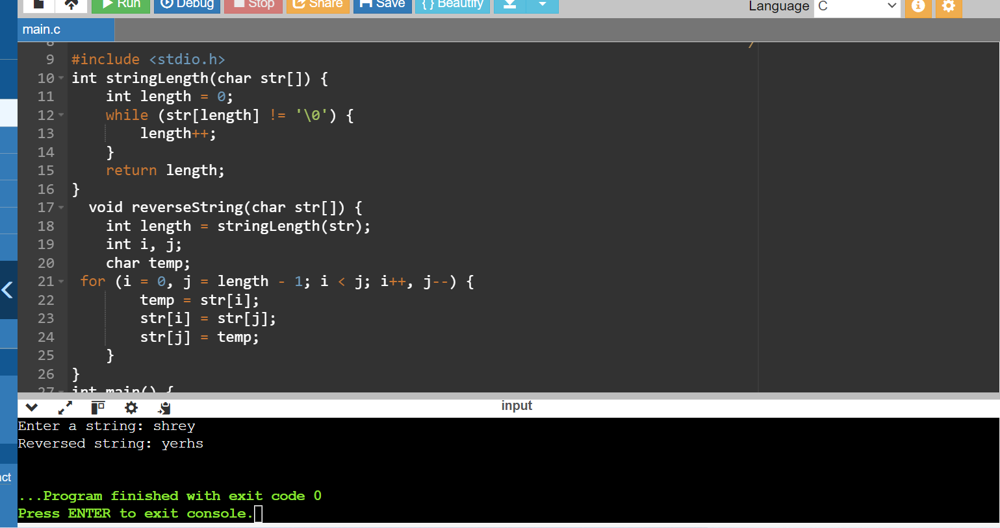 Run Debug Stop Share Save { } Beautify Language C
main.c
8
9 #include <stdio.h>
10 int stringLength(char str[]) {
11     int length = 0;
12     while (str[length] != '\0') {
13         length++;
14     }
15     return length;
16 }
17   void reverseString(char str[]) {
18     int length = stringLength(str);
19     int i, j;
20     char temp;
21  for (i = 0, j = length - 1; i < j; i++, j--) {
22         temp = str[i];
23         str[i] = str[j];
24         str[j] = temp;
25     }
26 }
27 int main() {
input
Enter a string: shrey
Reversed string: yerhs
...Program finished with exit code 0
Press ENTER to exit console.